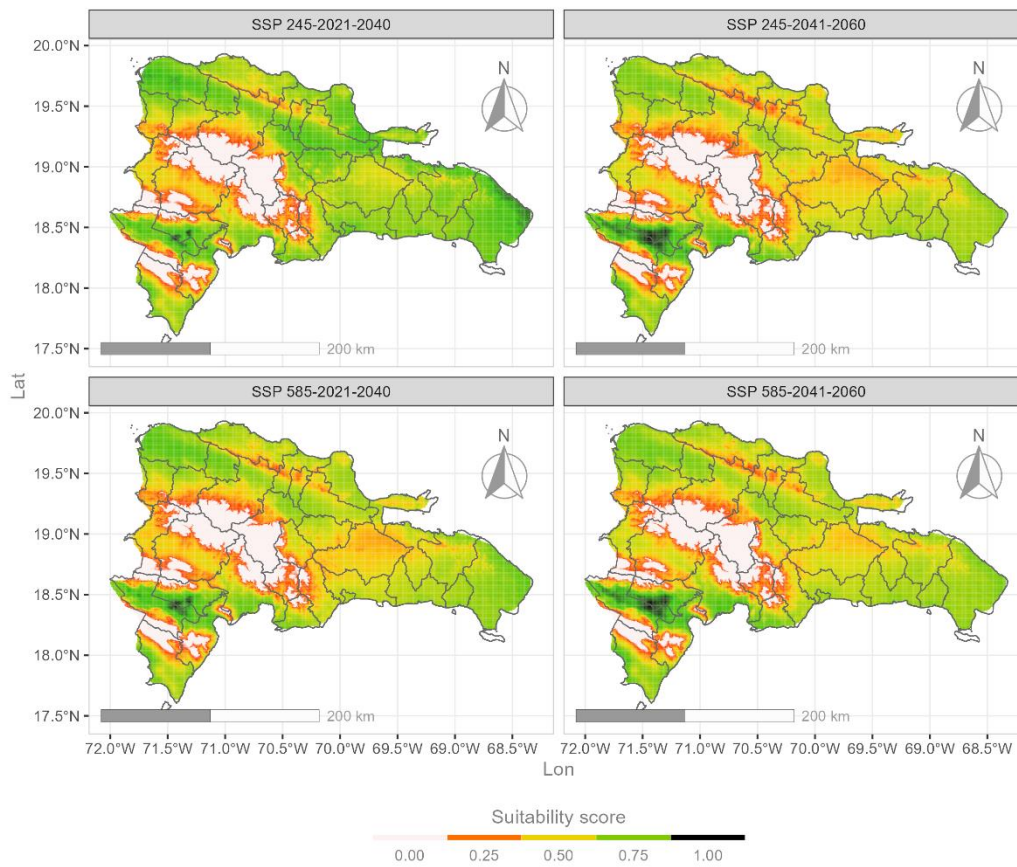 SSP 245-2021-2040
SSP 245-2041-2060
20.0°N
19.5°N
19.0°N
18.5°N
18.0°N
17.5°N
N
N
200 km
200 km
SSP 585-2021-2040
SSP 585-2041-2060
20.0°N
19.5°N
19.0°N
18.5°N
18.0°N
17.5°N
N
N
200 km
200 km
Lat
72.0°W 71.5°W 71.0°W 70.5°W 70.0°W 69.5°W 69.0°W 68.5°W
72.0°W 71.5°W 71.0°W 70.5°W 70.0°W 69.5°W 69.0°W 68.5°W
Lon
Suitability score
0.00 0.25 0.50 0.75 1.00